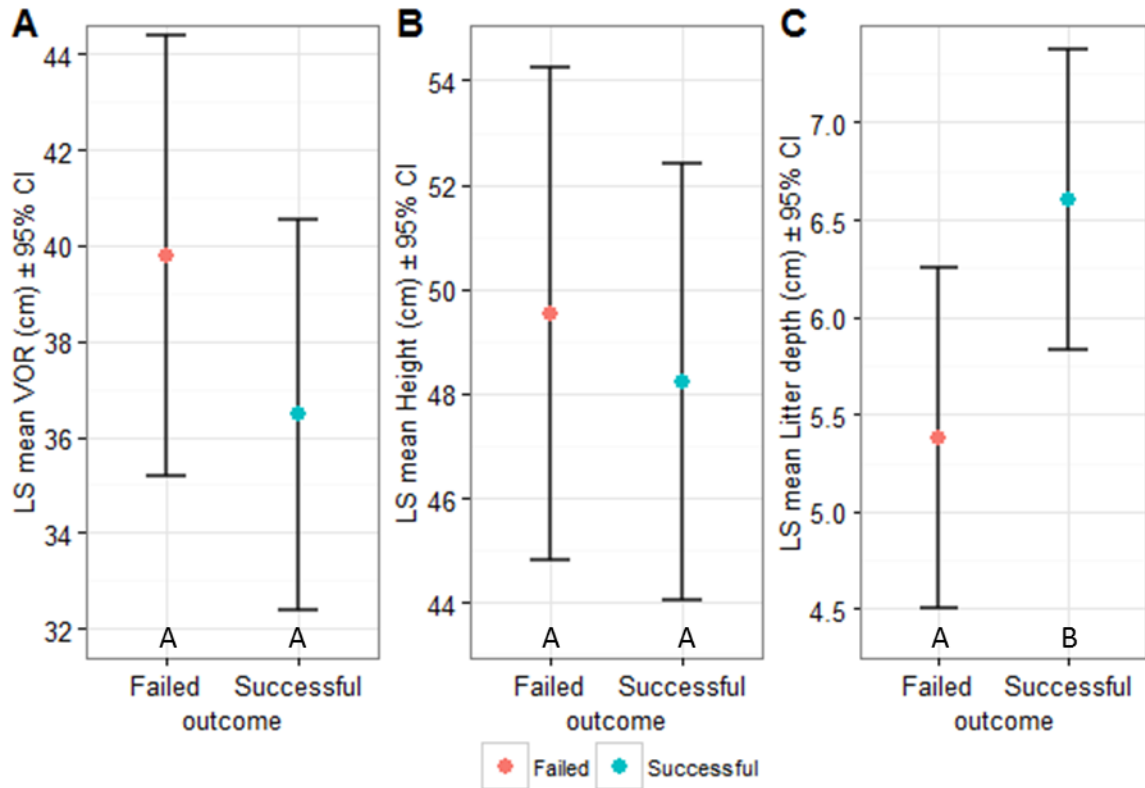 A
LS mean VOR (cm) ± 95% CI
44
42
40
38
36
34
32
A
A
Failed
Successful
outcome
B
LS mean Height (cm) ± 95% CI
54
52
50
48
46
44
A
A
Failed
Successful
outcome
C
LS mean Litter depth (cm) ± 95% CI
7.0
6.5
6.0
5.5
5.0
4.5
A
B
Failed
Successful
outcome
Failed
Successful